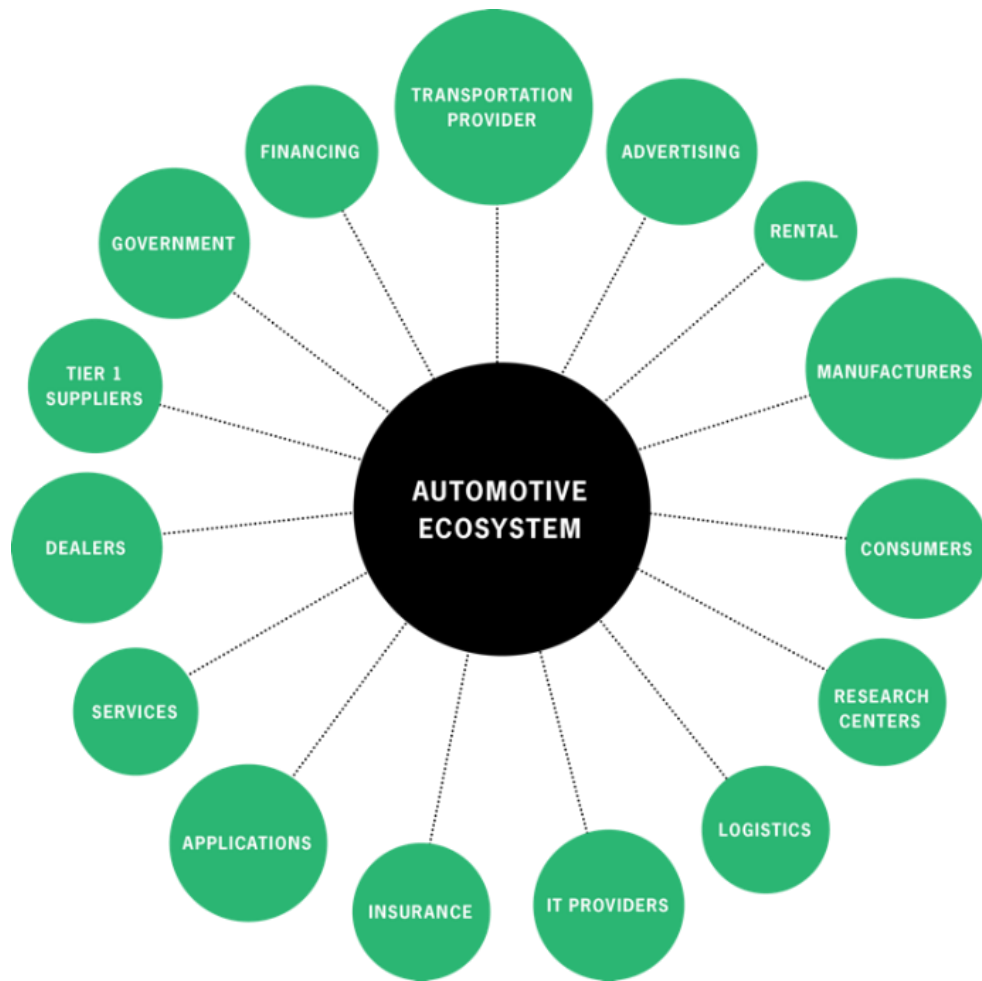 TRANSPORTATION
PROVIDER
FINANCING
ADVERTISING
RENTAL
GOVERNMENT
TIER 1
SUPPLIERS
MANUFACTURERS
AUTOMOTIVE
ECOSYSTEM
DEALERS
CONSUMERS
SERVICES
RESEARCH
CENTERS
APPLICATIONS
LOGISTICS
INSURANCE
IT PROVIDERS